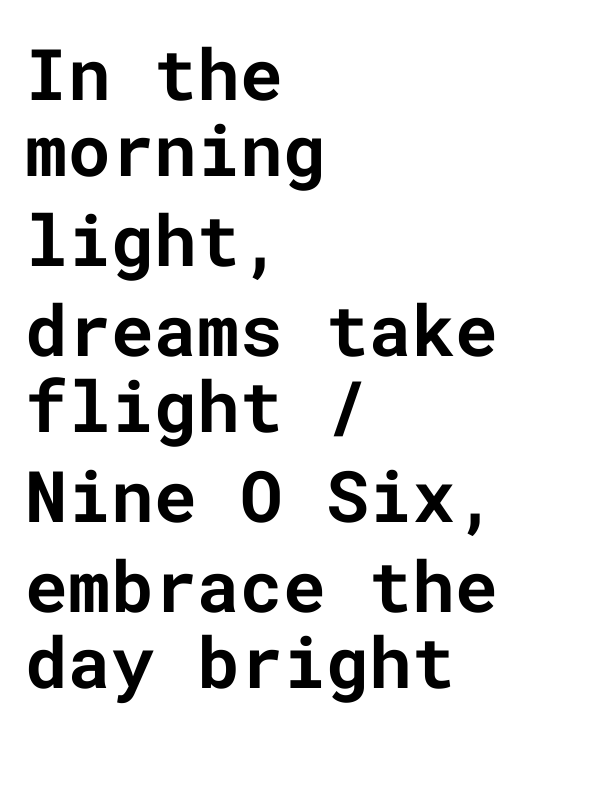 In the
morning
light,
dreams take
flight /
Nine O Six,
embrace the
day bright